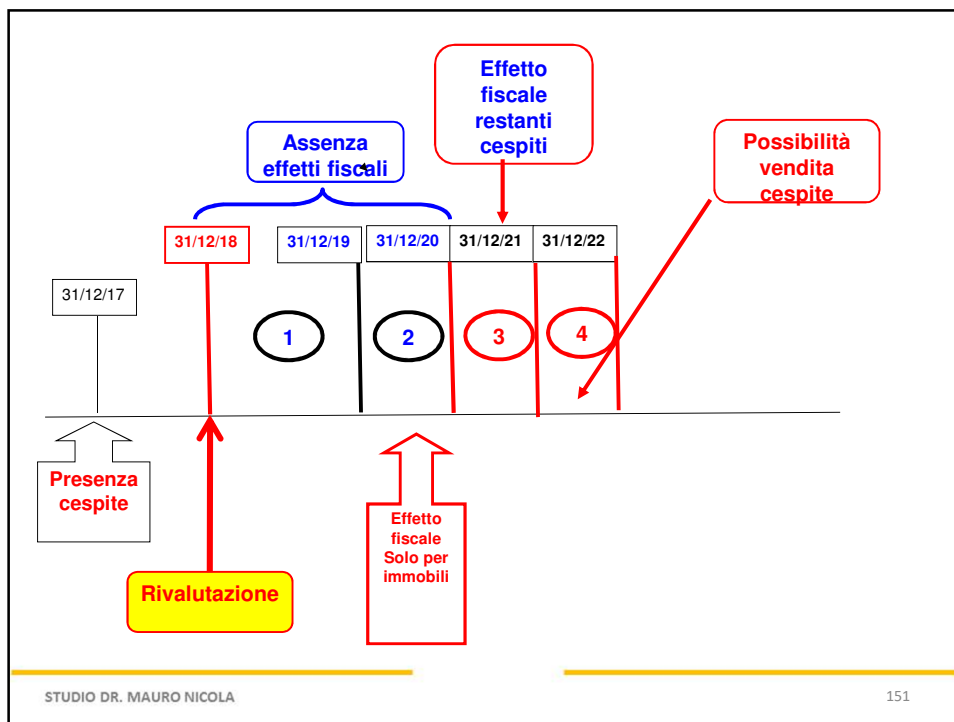 Effetto
fiscale
restanti
cespiti
Assenza
effetti fiscali
Possibilità
vendita
cespite
31/12/18
31/12/19
31/12/20
31/12/21
31/12/22
31/12/17
1
2
3
4
Presenza
cespite
Effetto
fiscale
Solo per
immobili
Rivalutazione
STUDIO DR. MAURO NICOLA
151